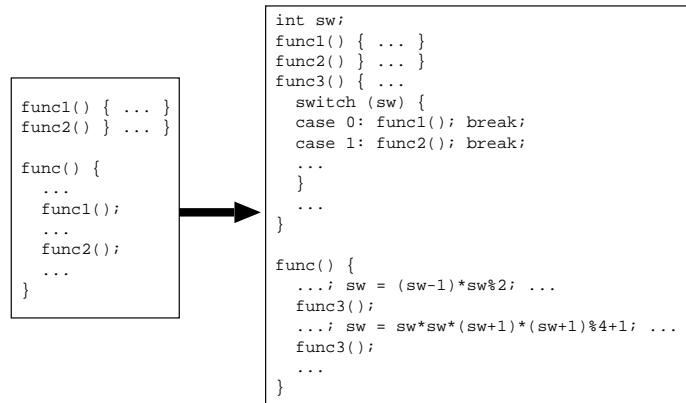 func1() { ... }
func2() } ... }
func() {
...
func1();
...
func2();
...
}
int sw;
func1() { ... }
func2() } ... }
func3() { ...
switch (sw) {
case 0: func1(); break;
case 1: func2(); break;
...
}
...
}
func() {
...; sw = (sw-1)*sw%2; ...
func3();
...; sw = sw*sw*(sw+1)*(sw+1)%4+1; ...
func3();
...
}